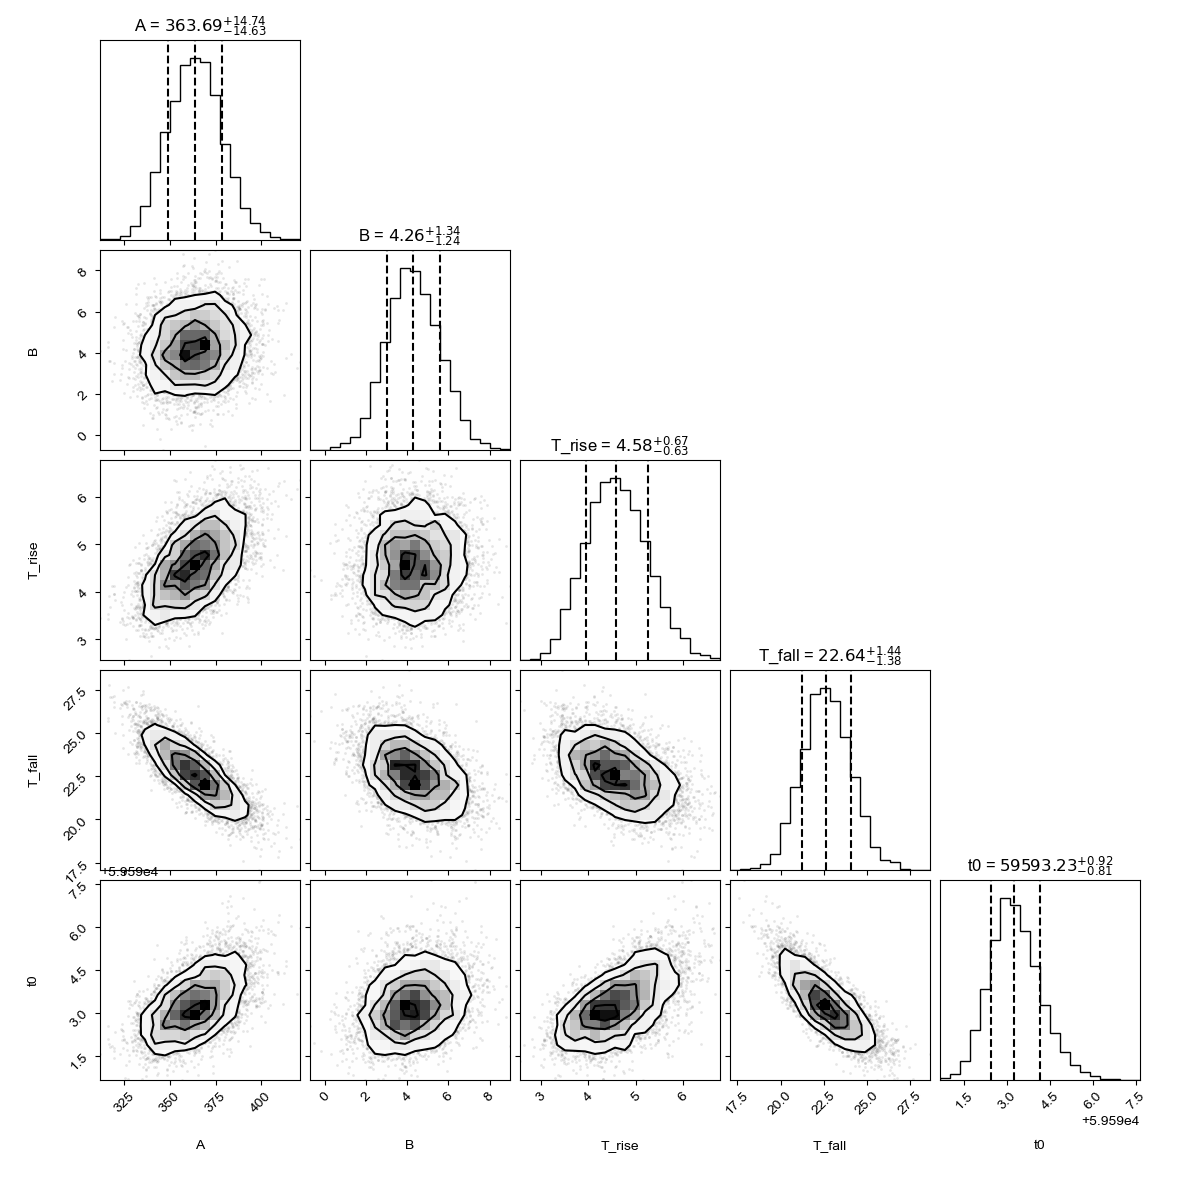 A = 363.69+14.74−14.63
B = 4.26+1.34−1.24
8
6
4
2
0
B
T_rise = 4.58+0.67−0.63
6
5
4
3
T_rise
T_fall = 22.64+1.44−1.38
27.5
25.0
22.5
20.0
17.5
T_fall
+5.959e4
t0 = 59593.23+0.92−0.81
7.5
6.0
4.5
3.0
1.5
t0
325 350 375 400 0 2 4 6 8 3 4 5 6 17.5 20.0 22.5 25.0 27.5 1.5 3.0 4.5 6.0 7.5
+5.959e4
A B T_rise T_fall t0